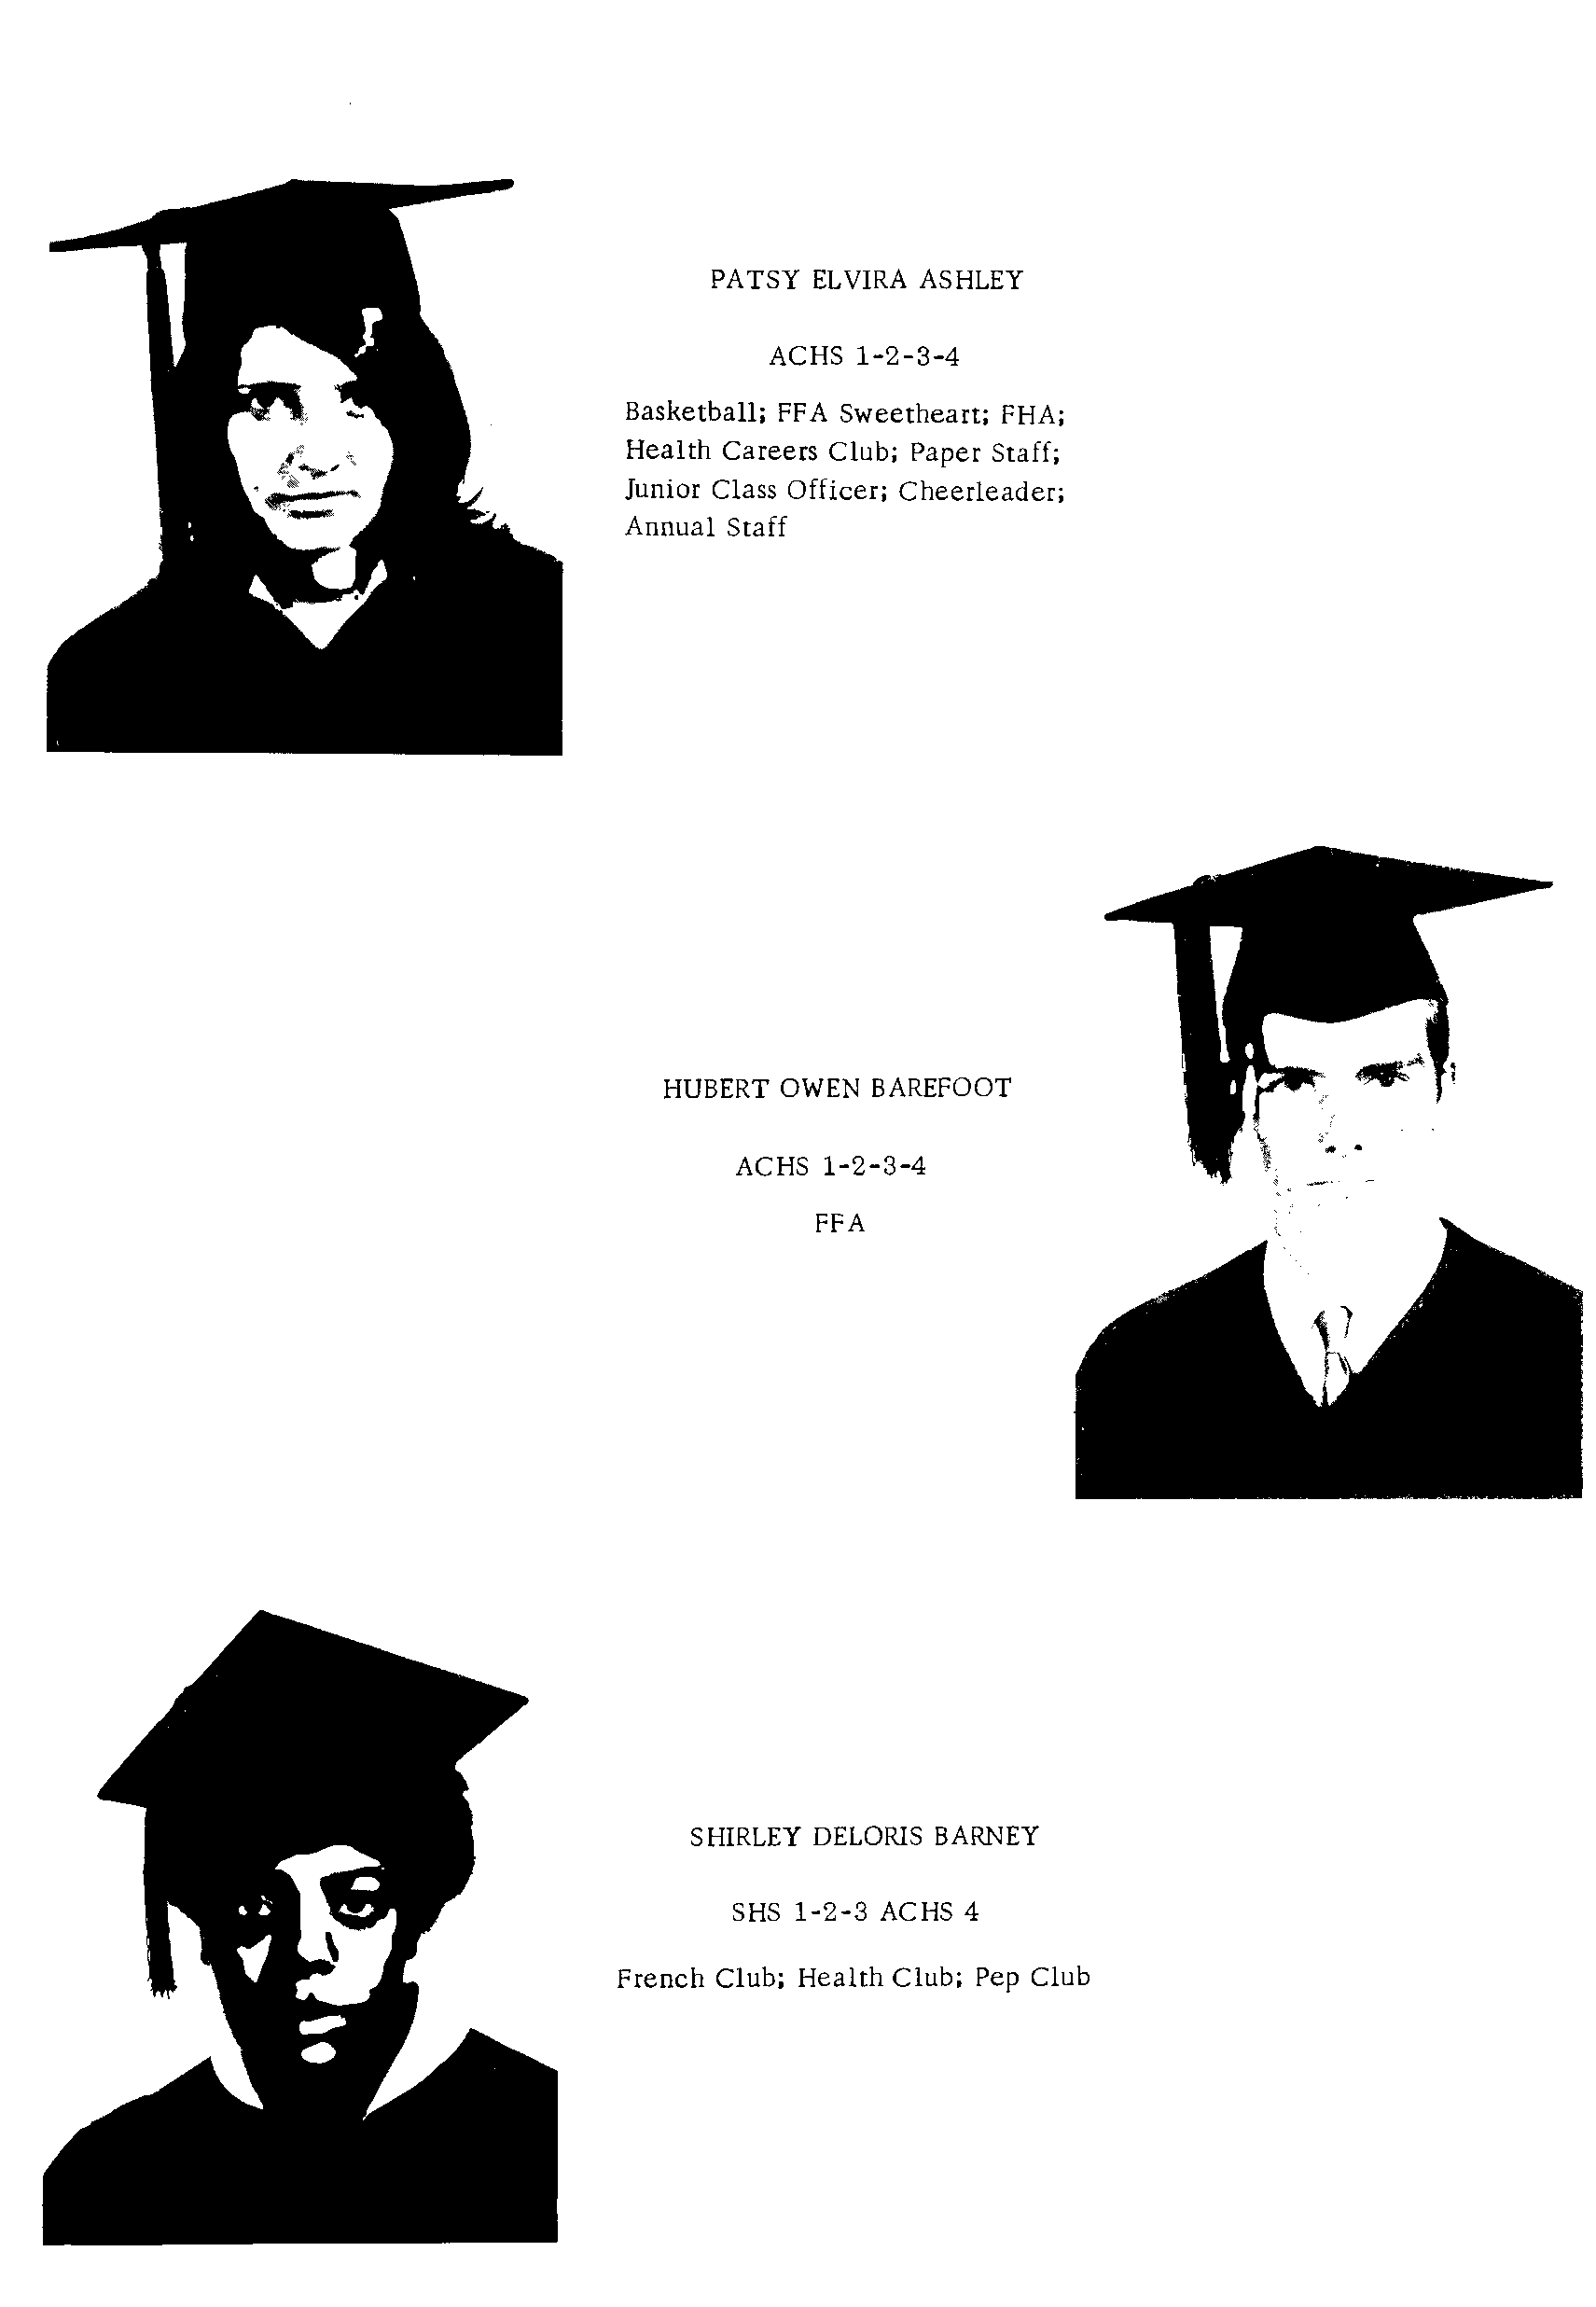 PATSY ELVIRA ASHLEY
ACHS 1-2-3-4
Basketball; FFA Sweetheart; FHA;
Health Careers Club; Paper Staff;
Junior Class Officer; Cheerleader;
Annual Staff
HUBERT OWEN BAREFOOT
ACHS 1-2-3-4
FFA
SHIRLEY DELORIS BARNEY
SHS 1-2-3 ACHS 4
French Club; Health Club; Pep Club